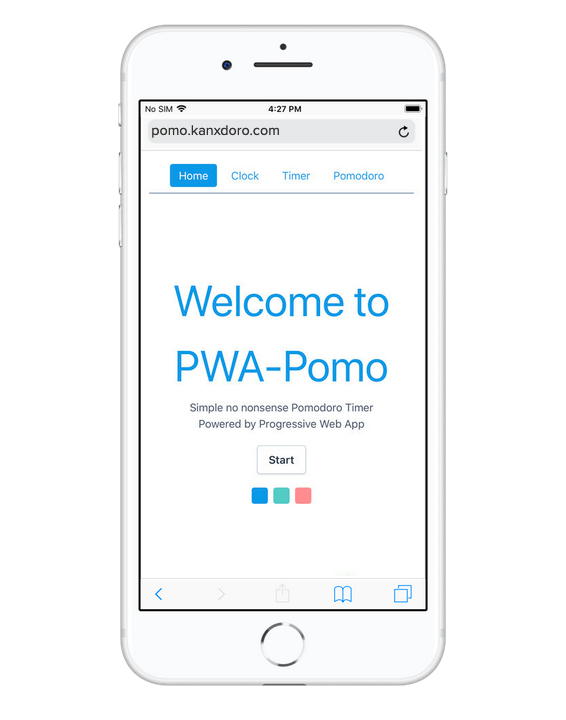 No SIM 4:27 PM
pomo.kanxdoro.com
Home Clock Timer Pomodoro
Welcome to
PWA-Pomo
Simple no nonsense Pomodoro Timer
Powered by Progressive Web App
Start